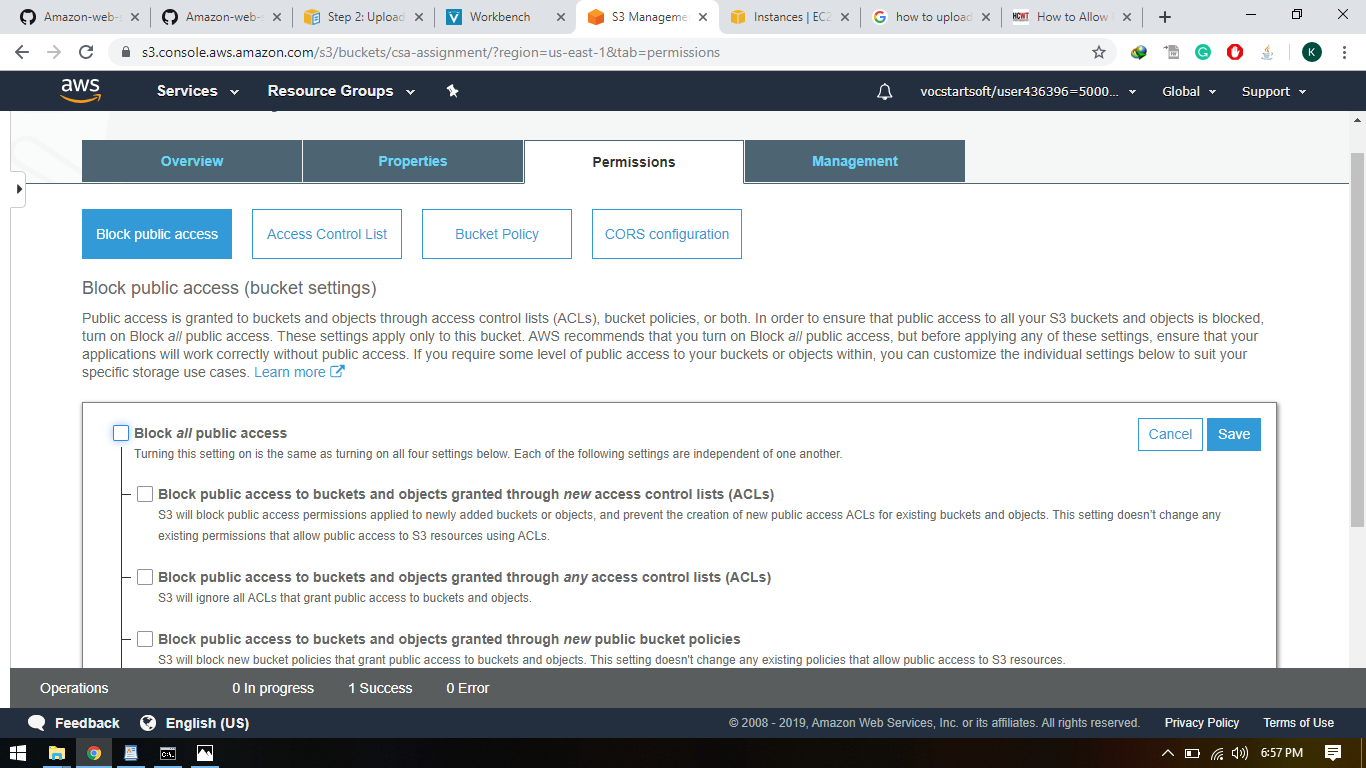 Amazon-web-s
Amazon-web-s
Step 2: Upload
Workbench
S3 Manageme
Instances | EC2
how to upload
HCWT
How to Allow
s3.console.aws.amazon.com/s3/buckets/csa-assignment/?region=us-east-1&tab=permissions
K
aws
Services
Resource Groups
vocstartsoft/user436396=5000...
Global
Support
Overview
Properties
Permissions
Management
Block public access
Access Control List
Bucket Policy
CORS configuration
Block public access (bucket settings)
Public access is granted to buckets and objects through access control lists (ACLs), bucket policies, or both. In order to ensure that public access to all your S3 buckets and objects is blocked,
turn on Block all public access. These settings apply only to this bucket. AWS recommends that you turn on Block all public access, but before applying any of these settings, ensure that your
applications will work correctly without public access. If you require some level of public access to your buckets or objects within, you can customize the individual settings below to suit your
specific storage use cases. Learn more
Block all public access
Cancel
Save
Turning this setting on is the same as turning on all four settings below. Each of the following settings are independent of one another.
Block public access to buckets and objects granted through new access control lists (ACLs)
S3 will block public access permissions applied to newly added buckets or objects, and prevent the creation of new public access ACLs for existing buckets and objects. This setting doesn't change any
existing permissions that allow public access to S3 resources using ACLs.
Block public access to buckets and objects granted through any access control lists (ACLs)
S3 will ignore all ACLs that grant public access to buckets and objects.
Block public access to buckets and objects granted through new public bucket policies
S3 will block new bucket policies that grant public access to buckets and objects. This setting doesn't change any existing policies that allow public access to S3 resources.
Operations
0 In progress
1 Success
0 Error
Feedback
English (US)
© 2008 - 2019, Amazon Web Services, Inc. or its affiliates. All rights reserved.
Privacy Policy
Terms of Use
6:57 PM